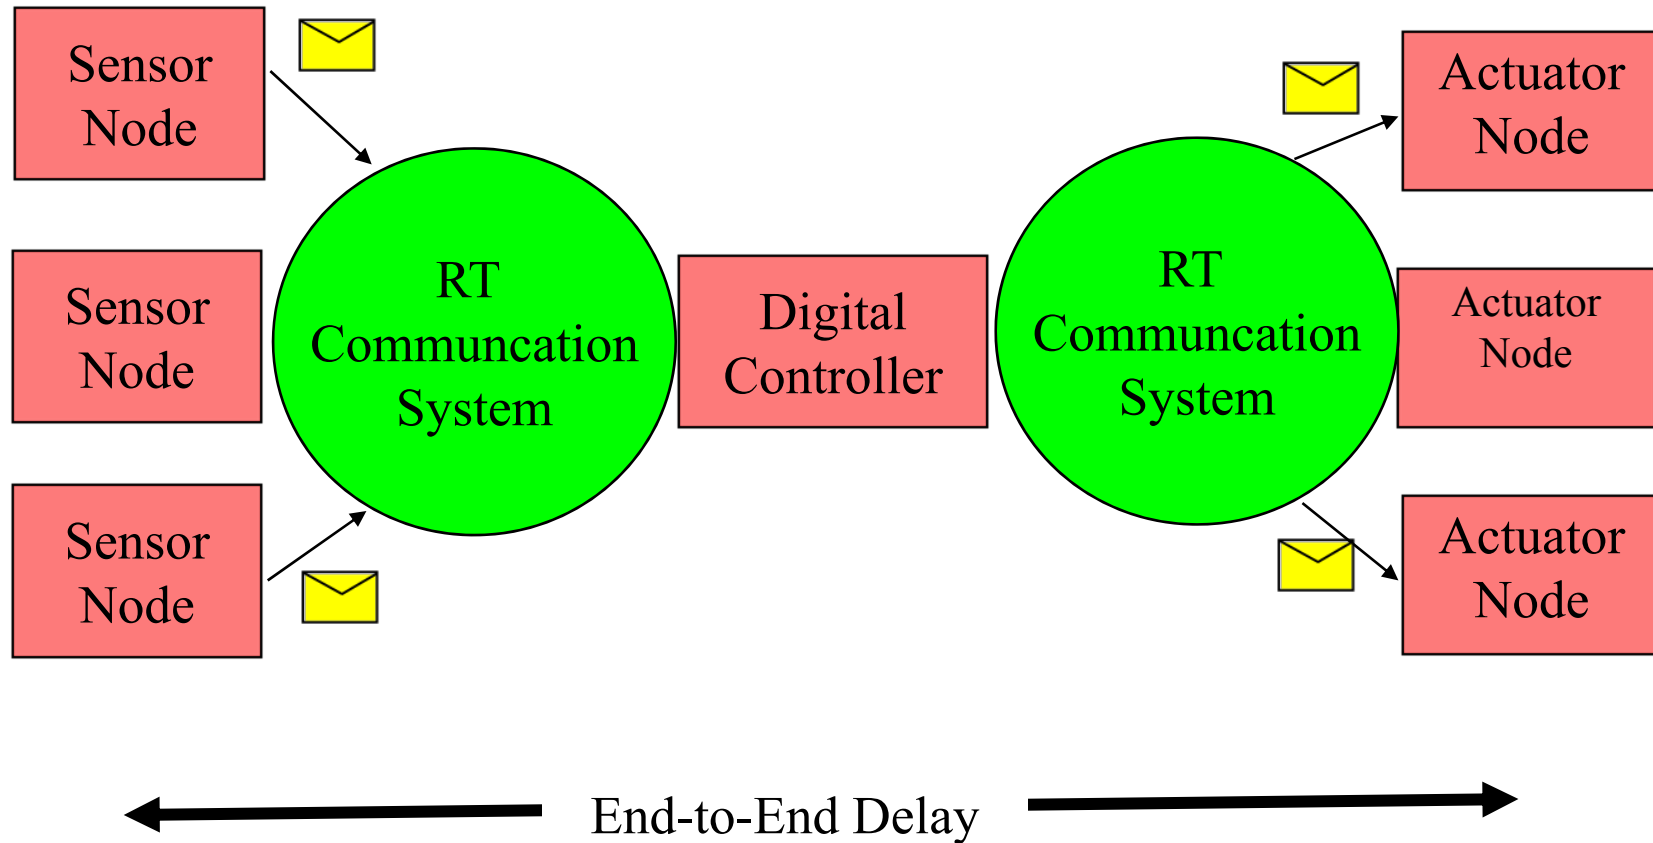 Sensor
Node
Sensor
Node
Sensor
Node
RT
Communcation
System
Digital
Controller
RT
Communcation
System
Actuator
Node
Actuator
Node
Actuator
Node
End-to-End Delay